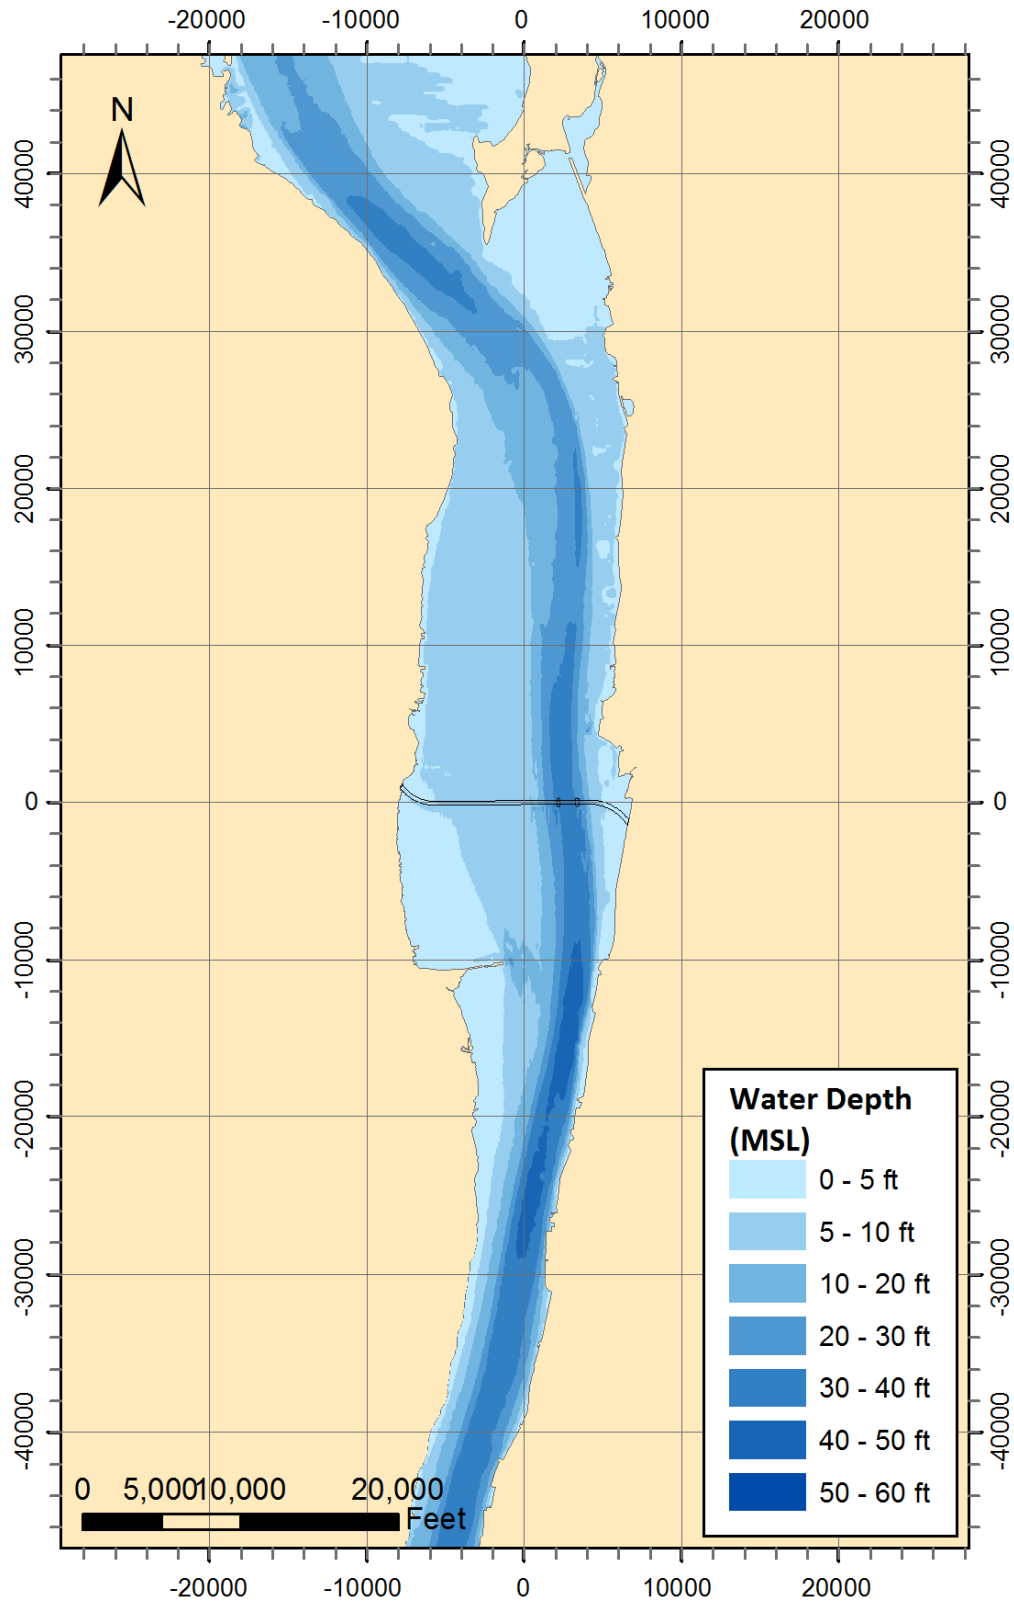 -20000 -10000 0 10000 20000
N
40000 40000
30000 30000
20000 20000
10000 10000
0 0
-10000 -10000
-20000 -20000
-30000 -30000
-40000 -40000
Water Depth
(MSL)
0 - 5 ft
5 - 10 ft
10 - 20 ft
20 - 30 ft
30 - 40 ft
40 - 50 ft
50 - 60 ft
0 5,000 10,000 20,000
Feet
-20000 -10000 0 10000 20000